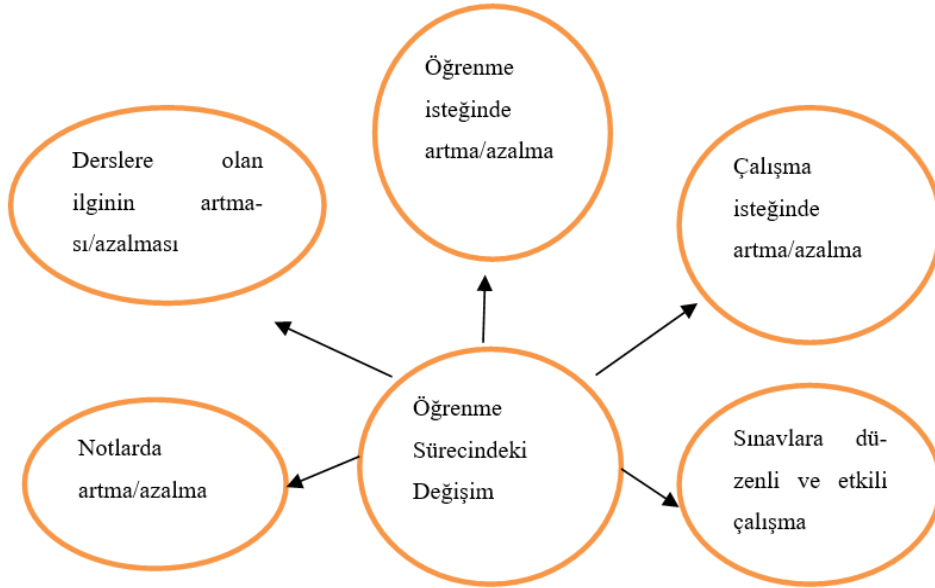 Öğrenme
isteğinde
artma/azalma
Derslere olan
ilginin artma-
sı/azalması
Çalışma
isteğinde
artma/azalma
Öğrenme
Sürecindeki
Değişim
Notlarda
artma/azalma
Sınavlara dü-
zenli ve etkili
çalışma